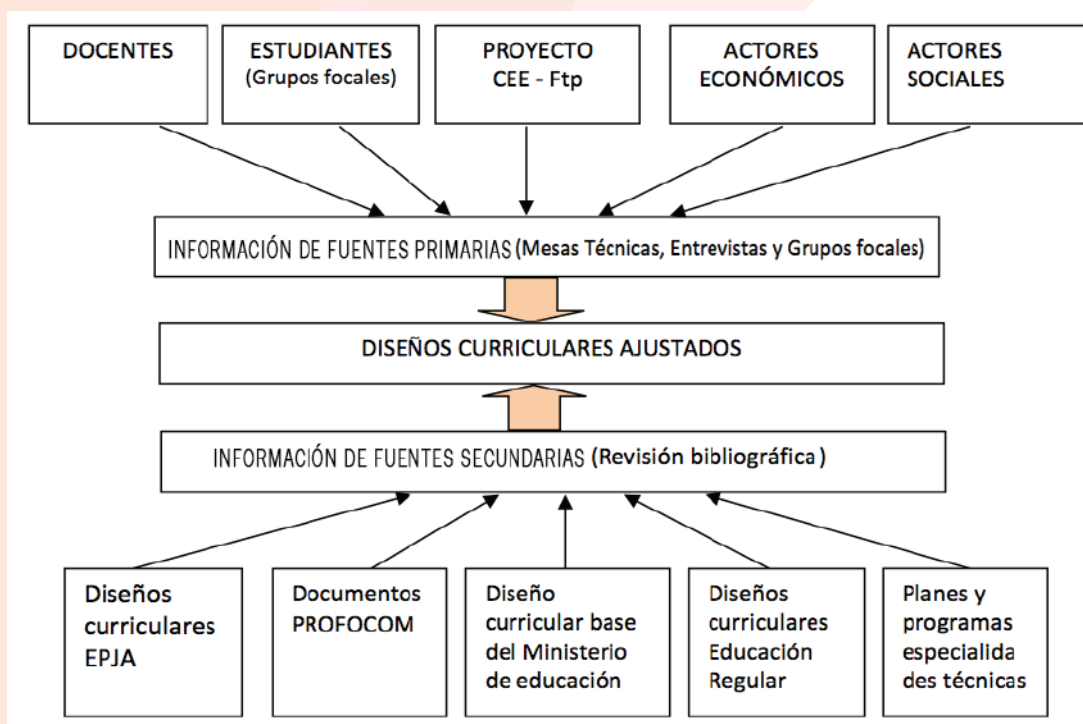 DOCENTES
ESTUDIANTES
(Grupos focales)
PROYECTO
CEE - Ftp
ACTORES
ECONÓMICOS
ACTORES
SOCIALES
INFORMACIÓN DE FUENTES PRIMARIAS (Mesas Técnicas, Entrevistas y Grupos focales)
DISEÑOS CURRICULARES AJUSTADOS
INFORMACIÓN DE FUENTES SECUNDARIAS (Revisión bibliográfica)
Diseños
curriculares
EPJA
Documentos
PROFOCOM
Diseño
curricular base
del Ministerio
de educación
Diseños
curriculares
Educación
Regular
Planes y
programas
especialida
des técnicas